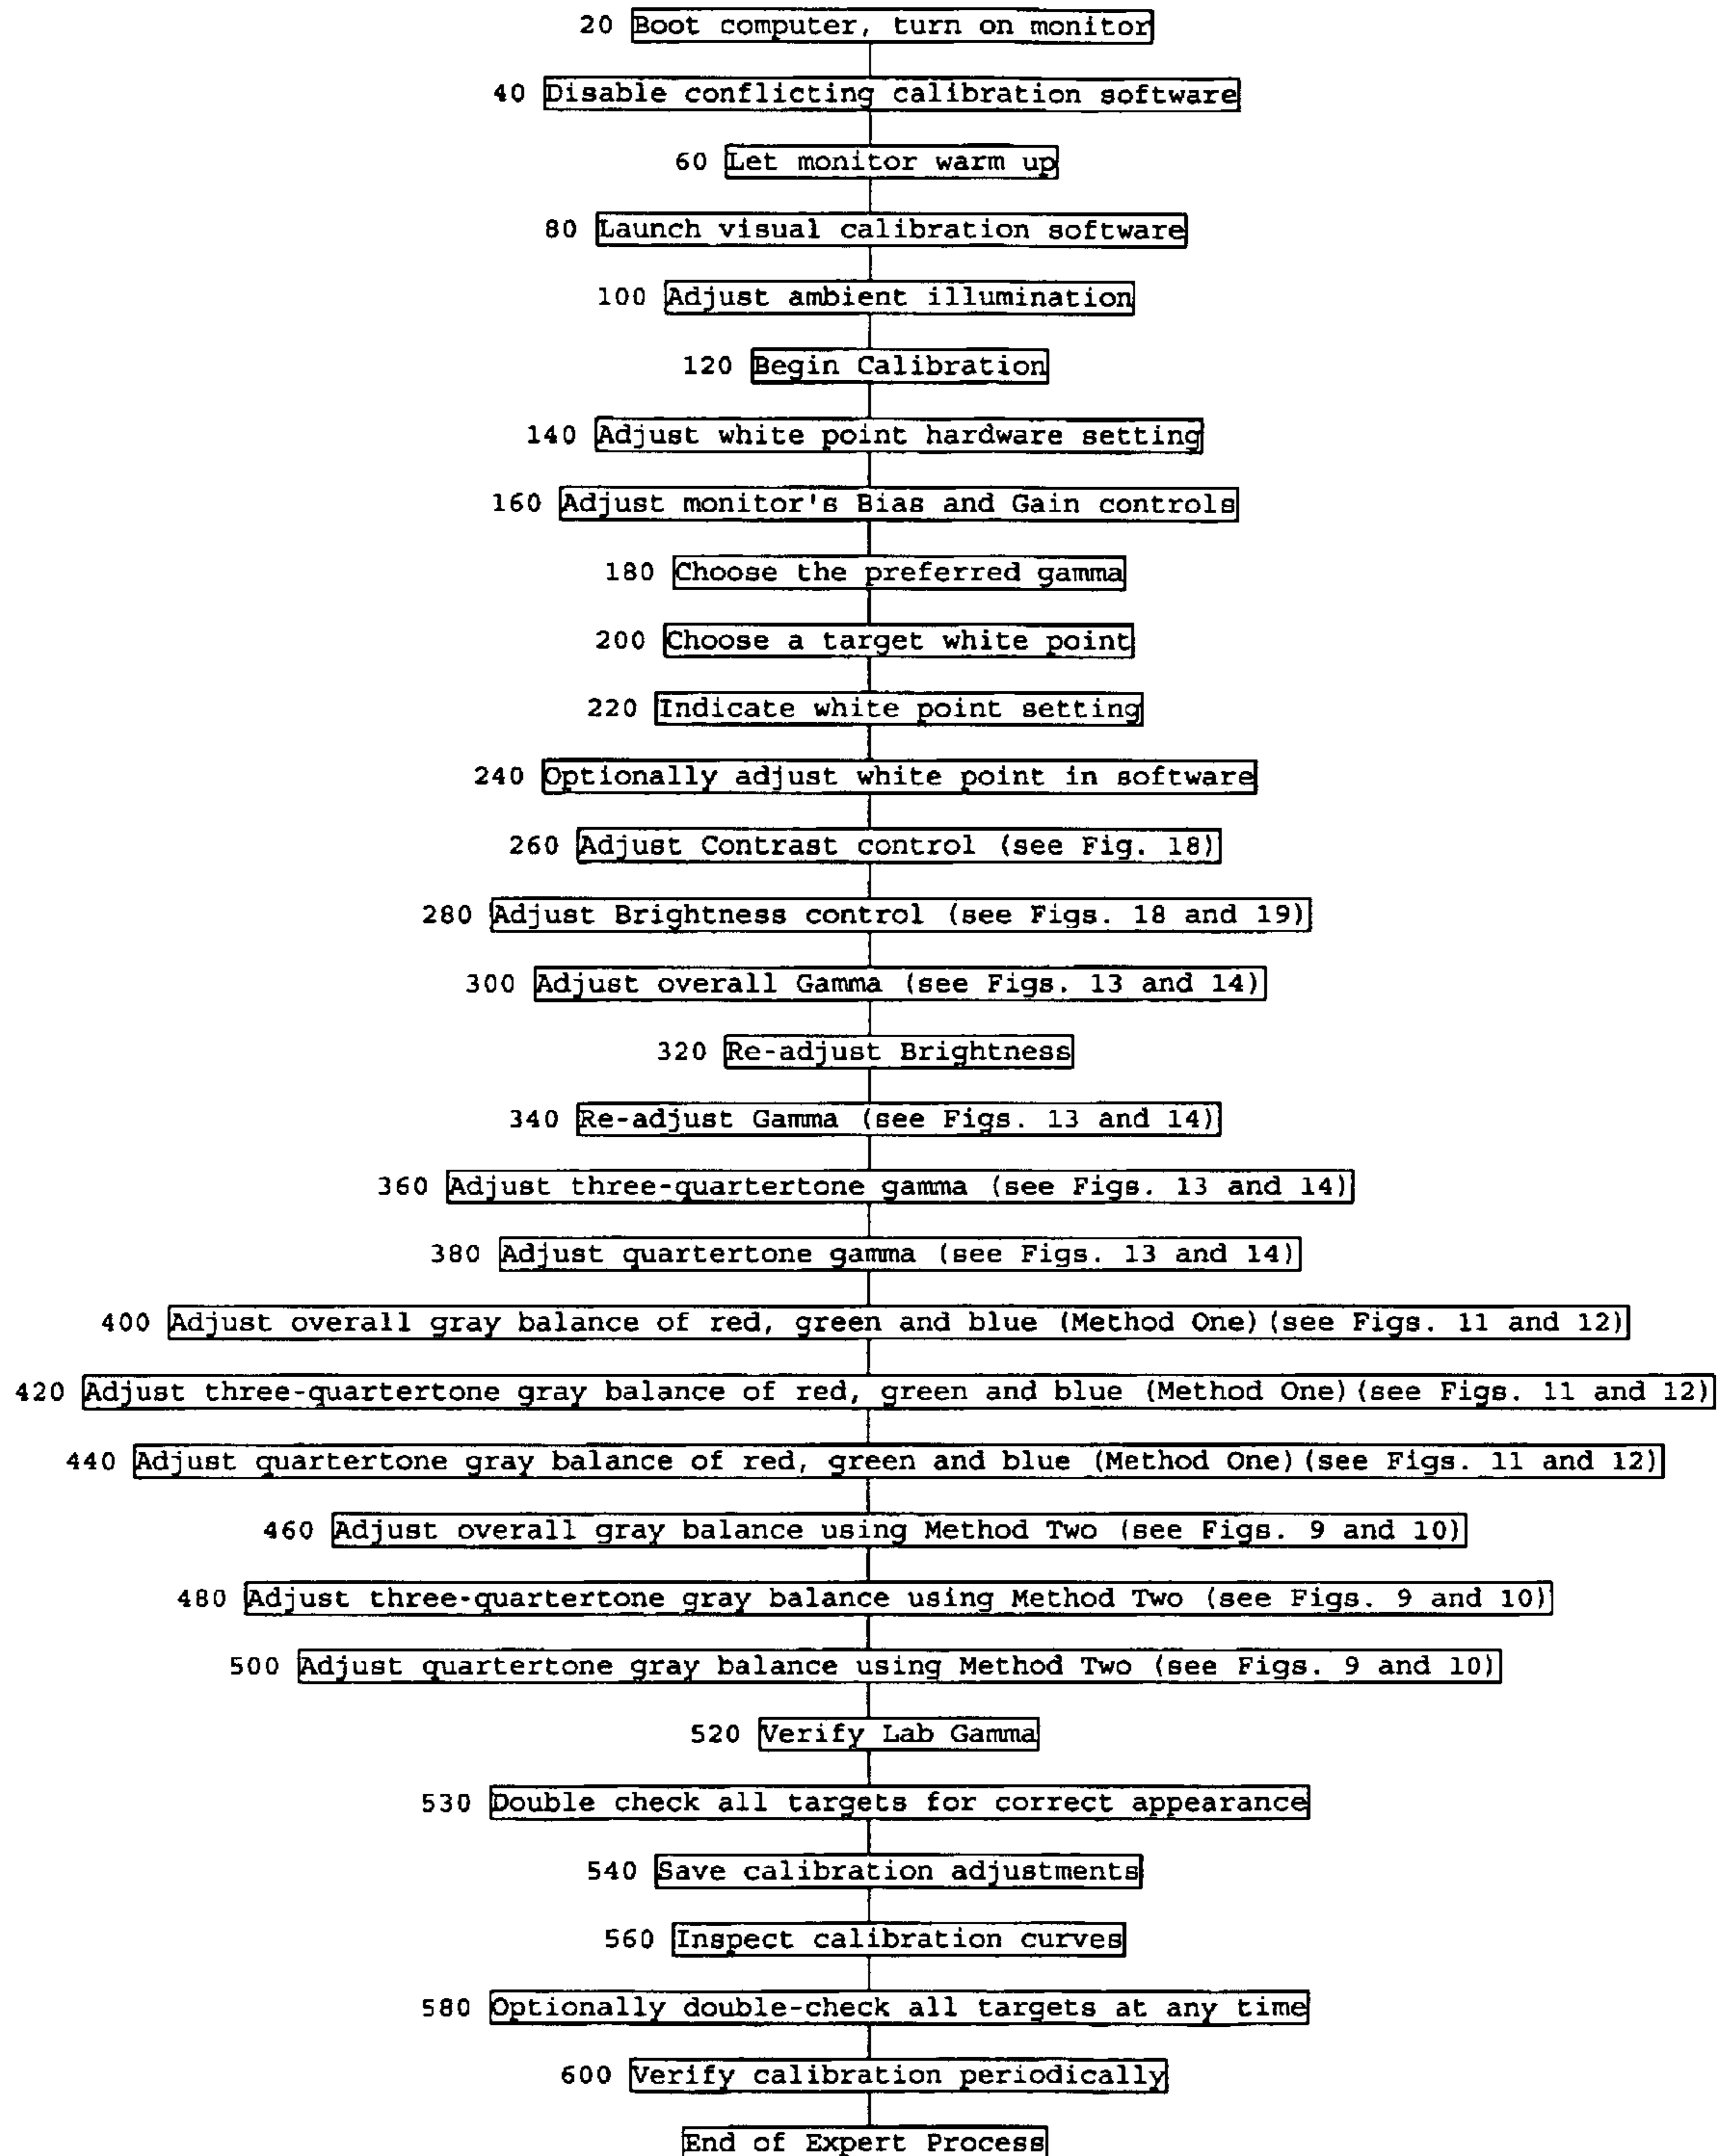 20 Boot computer, turn on monitor
40 Disable conflicting calibration software
60 Let monitor warm up
80 Launch visual calibration software
100 Adjust ambient illumination
120 Begin Calibration
140 Adjust white point hardware setting
160 Adjust monitor's Bias and Gain controls
180 Choose the preferred gamma
200 Choose a target white point
220 Indicate white point setting
240 Optionally adjust white point in software
260 Adjust Contrast control (see Fig. 18)
280 Adjust Brightness control (see Figs. 18 and 19)
300 Adjust overall Gamma (see Figs. 13 and 14)
320 Re-adjust Brightness
340 Re-adjust Gamma (see Figs. 13 and 14)
360 Adjust three-quartertone gamma (see Figs. 13 and 14)
380 Adjust quartertone gamma (see Figs. 13 and 14)
400 Adjust overall gray balance of red, green and blue (Method One)(see Figs. 11 and 12)
420 Adjust three-quartertone gray balance of red, green and blue (Method One)(see Figs. 11 and 12)
440 Adjust quartertone gray balance of red, green and blue (Method One)(see Figs. 11 and 12)
460 Adjust overall gray balance using Method Two (see Figs. 9 and 10)
480 Adjust three-quartertone gray balance using Method Two (see Figs. 9 and 10)
500 Adjust quartertone gray balance using Method Two (see Figs. 9 and 10)
520 Verify Lab Gamma
530 Double check all targets for correct appearance
540 Save calibration adjustments
560 Inspect calibration curves
580 Optionally double-check all targets at any time
600 Verify calibration periodically
End of Expert Process